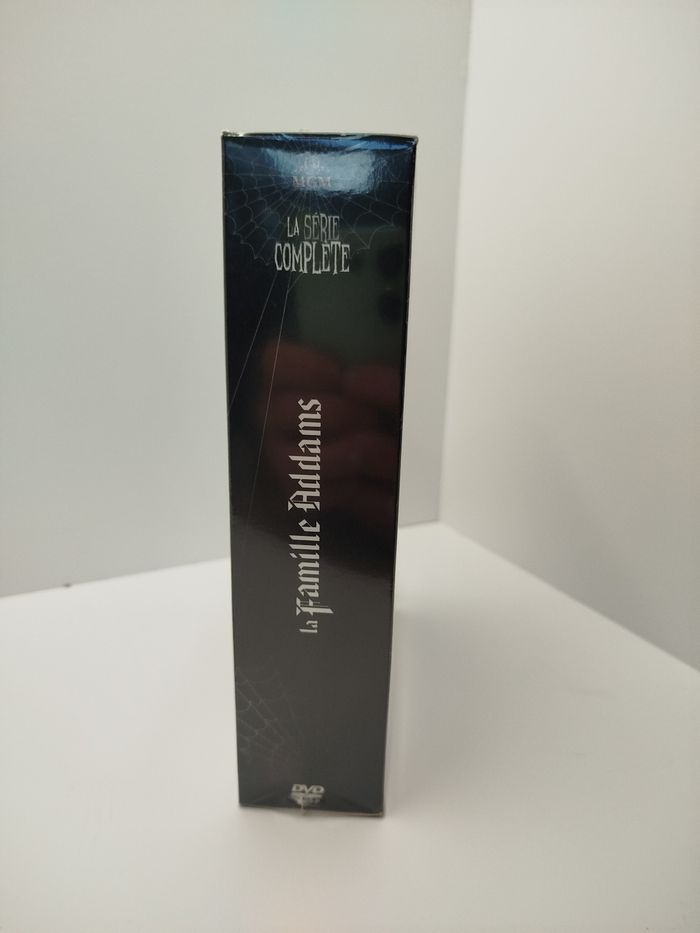 MGM
LA SÉRIE
COMPLÈTE
la Famille Addams
DVD